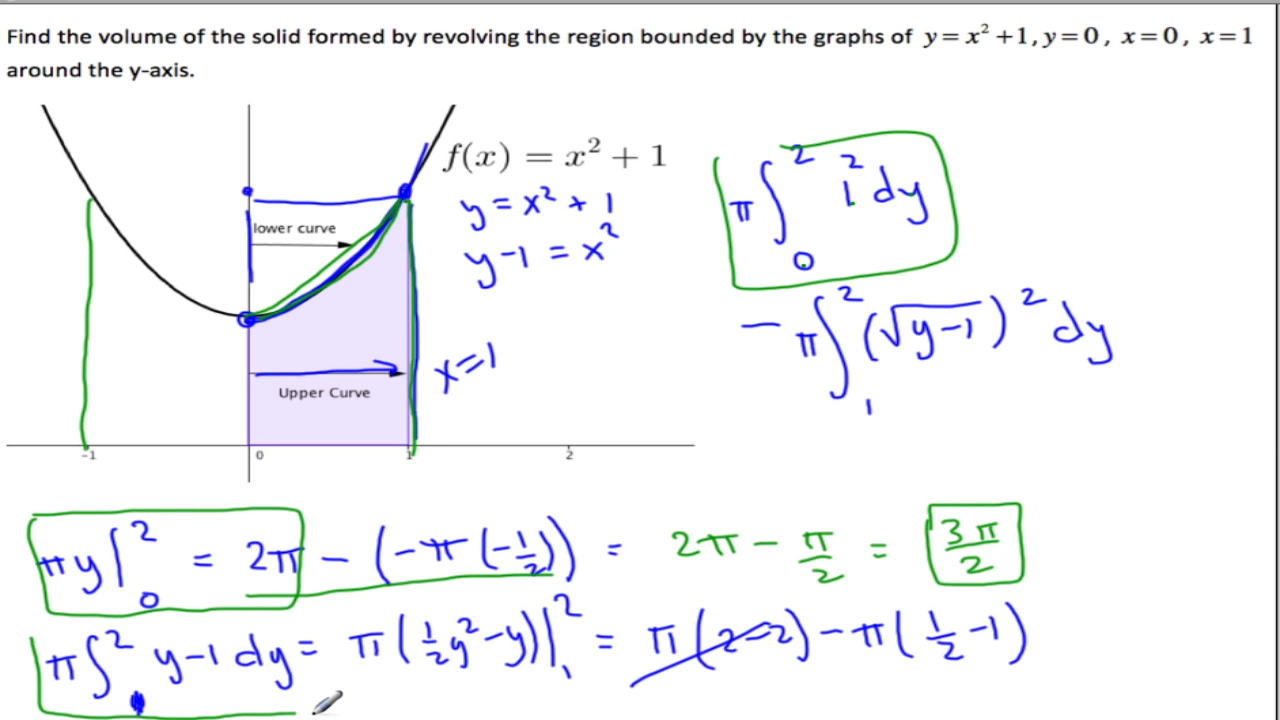 Find the volume of the solid formed by revolving the region bounded by the graphs of y = x² + 1, y = 0, x = 0, x = 1
around the y-axis.
f(x) = x² + 1
y = x² + 1
y - 1 = x²
π∫₀² 1² dy
- π∫₁² (√(y-1))² dy
lower curve
x=1
Upper Curve
-1 0 1 2
πy|₀² = 2π - (-π(-1/2)) = 2π - π/2 = 3π/2
π∫² y-1 dy = π(1/2 y² - y)|₁² = π(2-2) - π(1/2 - 1)